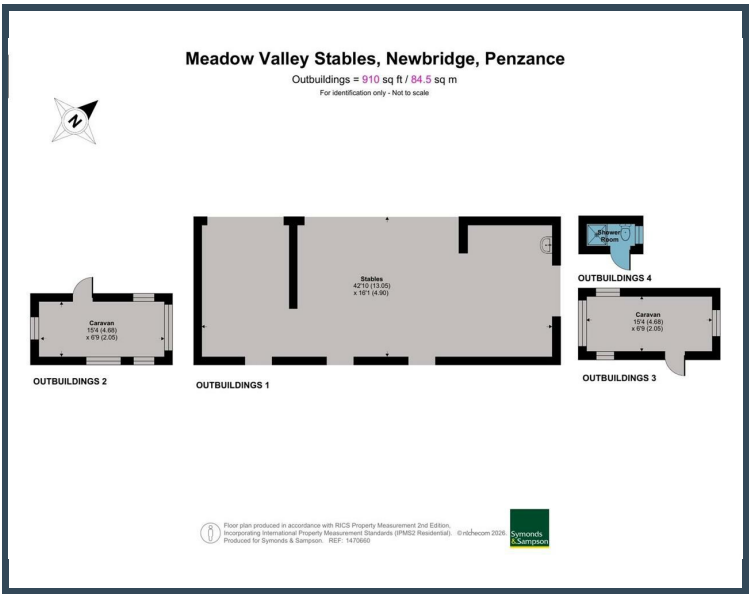 Meadow Valley Stables, Newbridge, Penzance
Outbuildings = 910 sq ft / 84.5 sq m
For identification only - Not to scale
N
Shower
Room
OUTBUILDINGS 4
Stables
42'10 (13.05)
x 16'1 (4.90)
Caravan
15'4 (4.68)
x 6'9 (2.05)
OUTBUILDINGS 2
Caravan
15'4 (4.68)
x 6'9 (2.05)
OUTBUILDINGS 3
OUTBUILDINGS 1
Floor plan produced in accordance with RICS Property Measurement 2nd Edition,
Incorporating International Property Measurement Standards (IPMS2 Residential). © ntchecom 2026.
Produced for Symonds & Sampson. REF: 1470660
Symonds
& Sampson